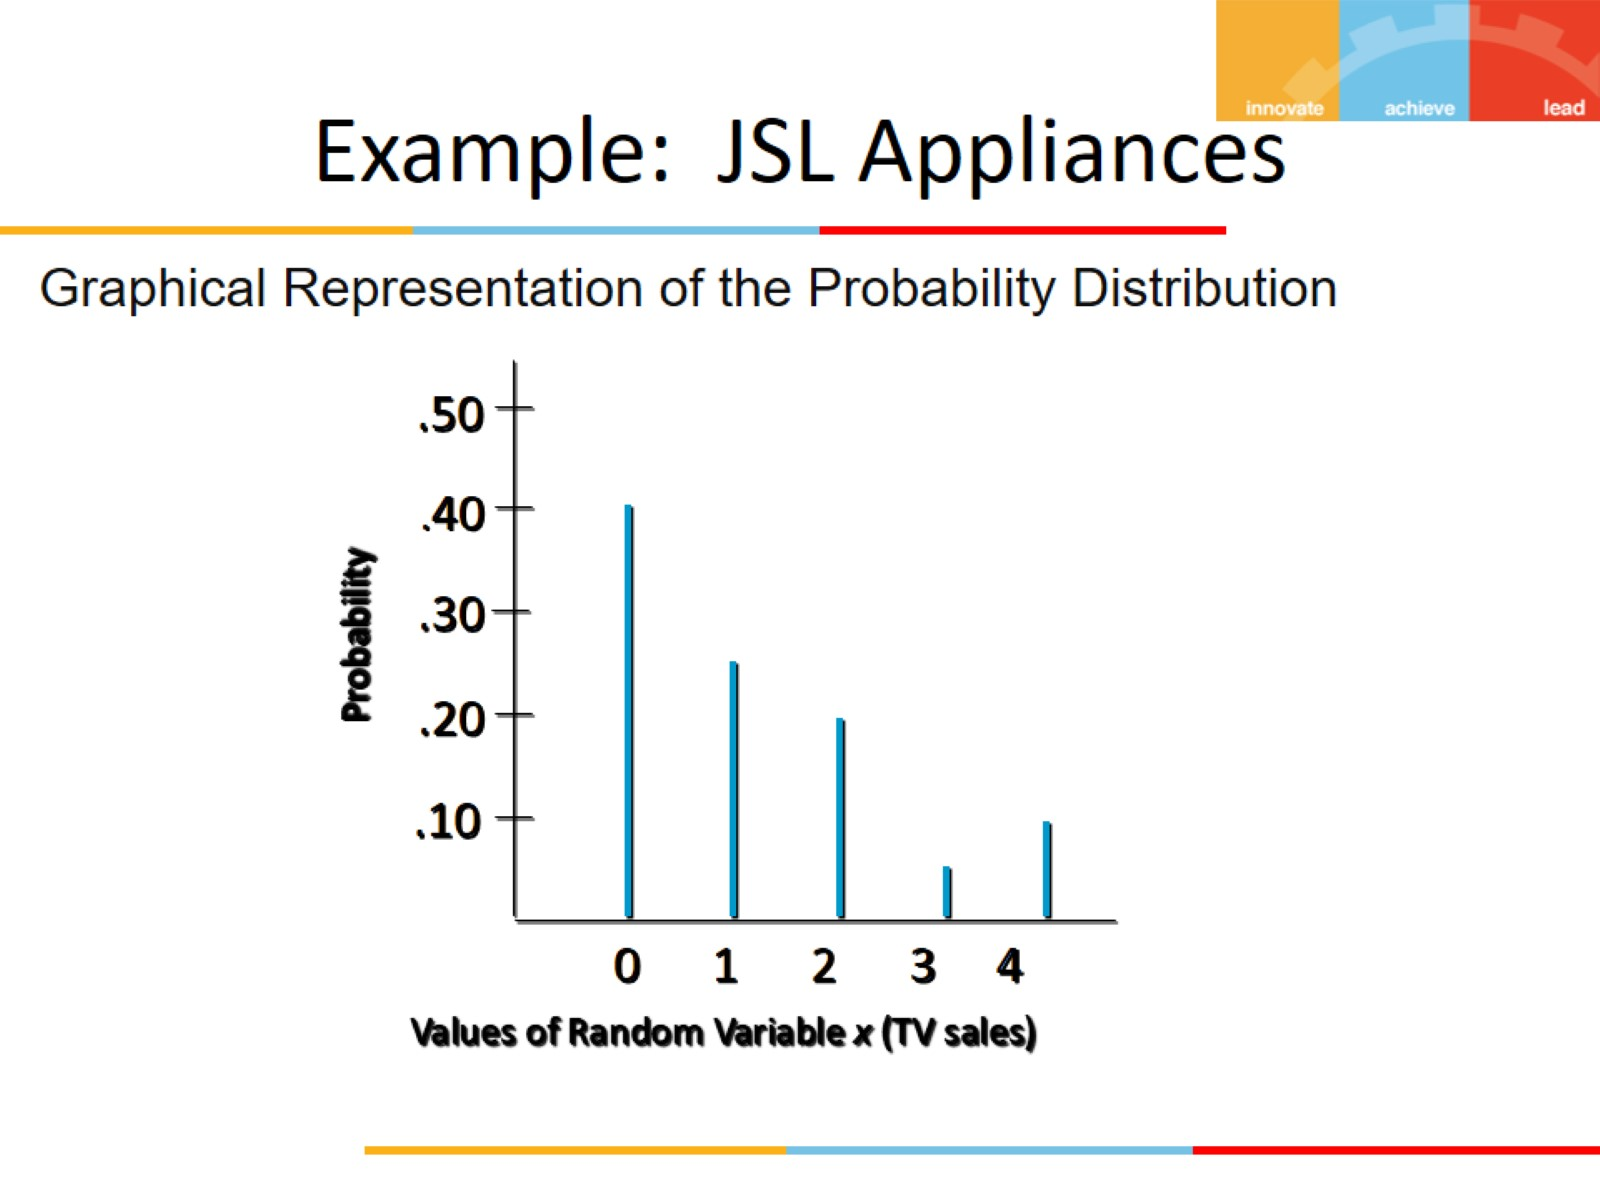 innovate achieve lead
Example: JSL Appliances
Graphical Representation of the Probability Distribution
.50
.40
.30
.20
.10
Probability
0 1 2 3 4
Values of Random Variable x (TV sales)